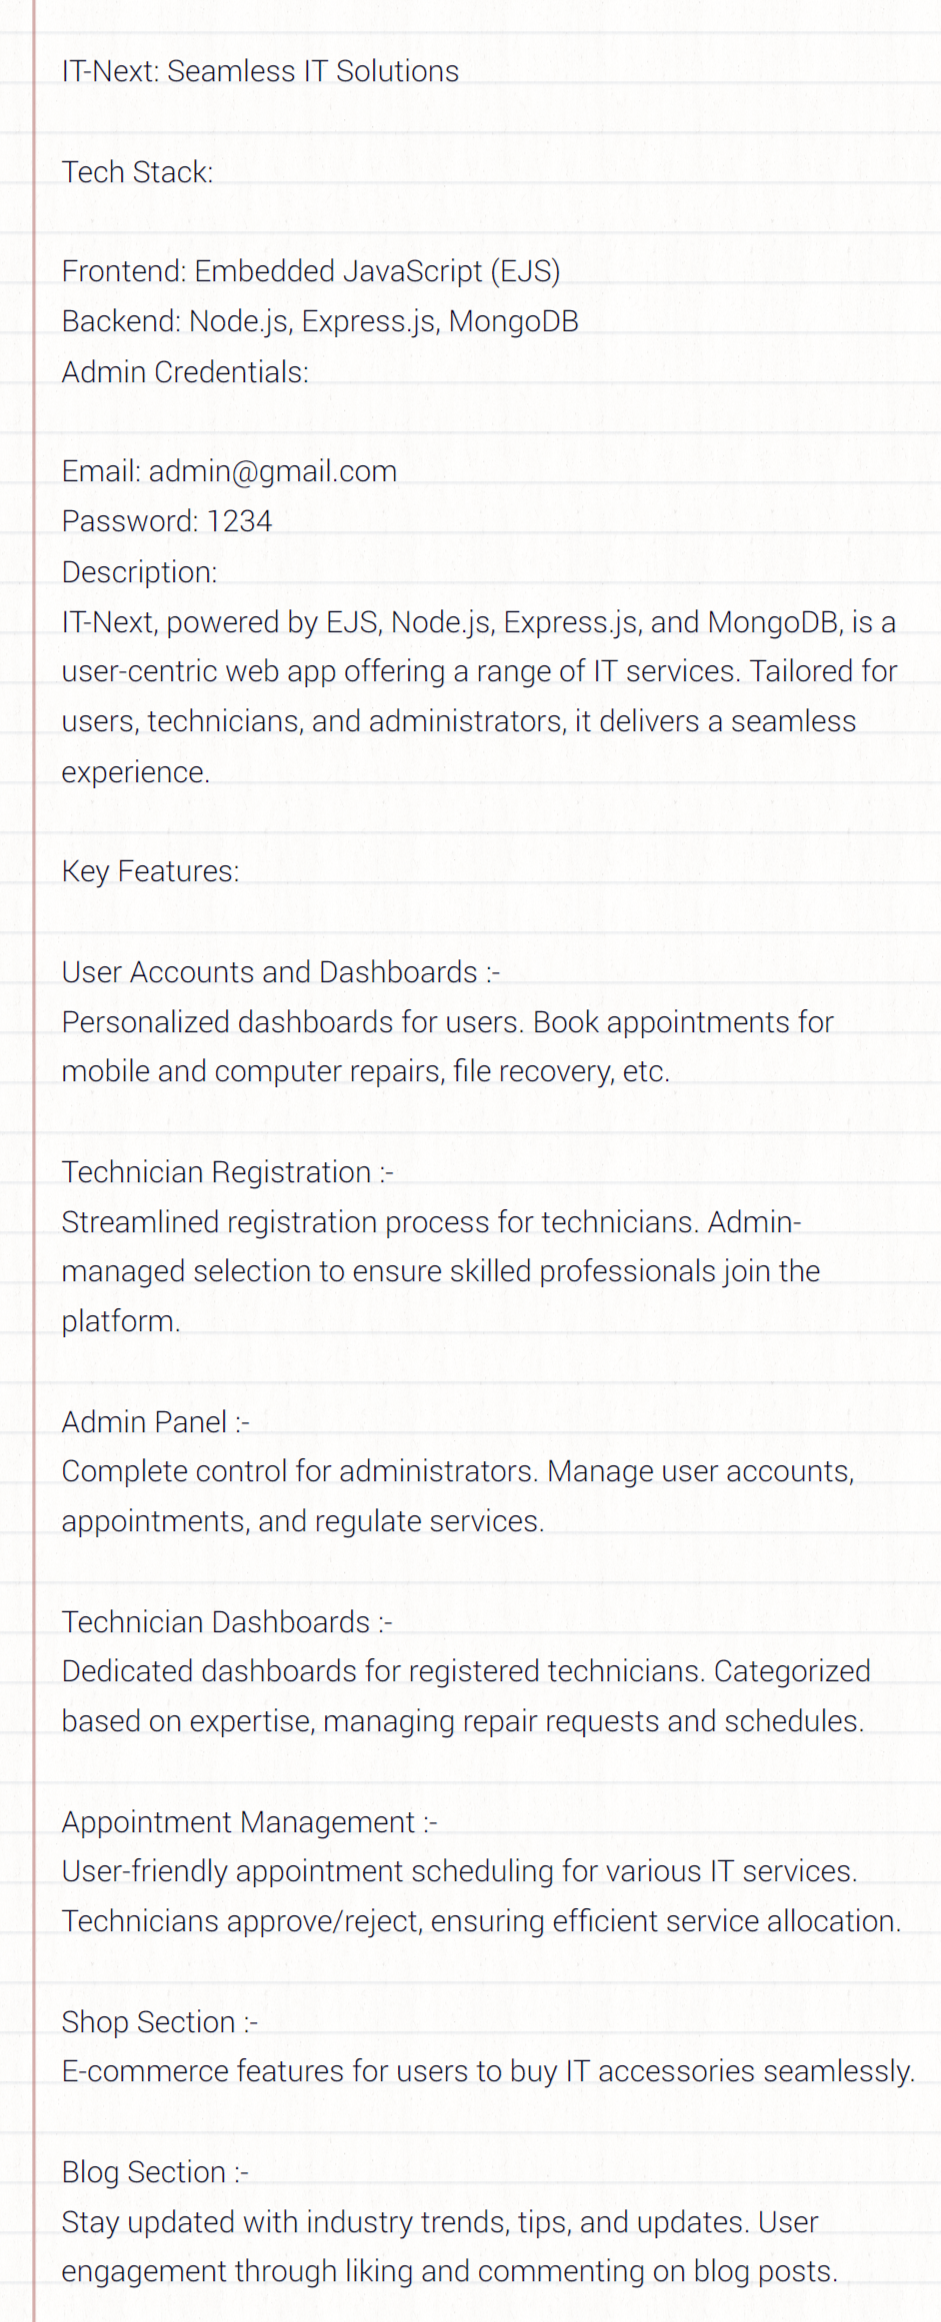 IT-Next: Seamless IT Solutions
Tech Stack:
Frontend: Embedded JavaScript (EJS)
Backend: Node.js, Express.js, MongoDB
Admin Credentials:
Email: admin@gmail.com
Password: 1234
Description:
IT-Next, powered by EJS, Node.js, Express.js, and MongoDB, is a
user-centric web app offering a range of IT services. Tailored for
users, technicians, and administrators, it delivers a seamless
experience.
Key Features:
User Accounts and Dashboards :-
Personalized dashboards for users. Book appointments for
mobile and computer repairs, file recovery, etc.
Technician Registration :-
Streamlined registration process for technicians. Admin-
managed selection to ensure skilled professionals join the
platform.
Admin Panel :-
Complete control for administrators. Manage user accounts,
appointments, and regulate services.
Technician Dashboards :-
Dedicated dashboards for registered technicians. Categorized
based on expertise, managing repair requests and schedules.
Appointment Management :-
User-friendly appointment scheduling for various IT services.
Technicians approve/reject, ensuring efficient service allocation.
Shop Section :-
E-commerce features for users to buy IT accessories seamlessly.
Blog Section :-
Stay updated with industry trends, tips, and updates. User
engagement through liking and commenting on blog posts.